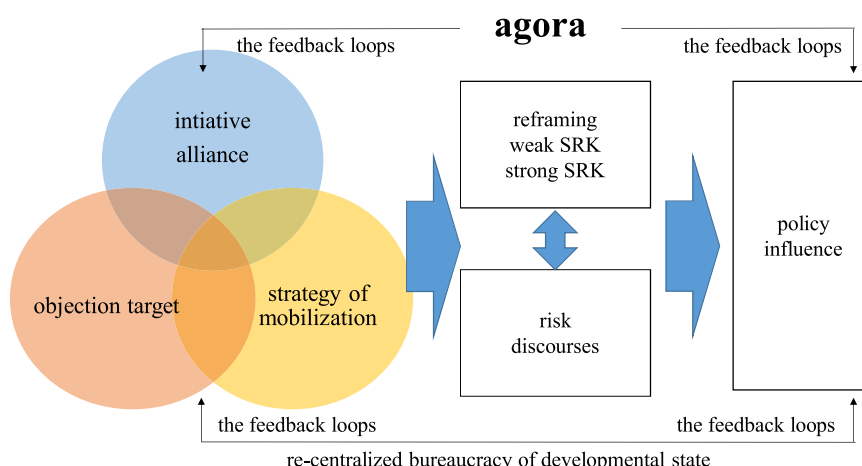 agora
the feedback loops
the feedback loops
intiative
alliance
objection target
strategy of
mobilization
reframing
weak SRK
strong SRK
risk
discourses
policy
influence
the feedback loops
the feedback loops
re-centralized bureaucracy of developmental state